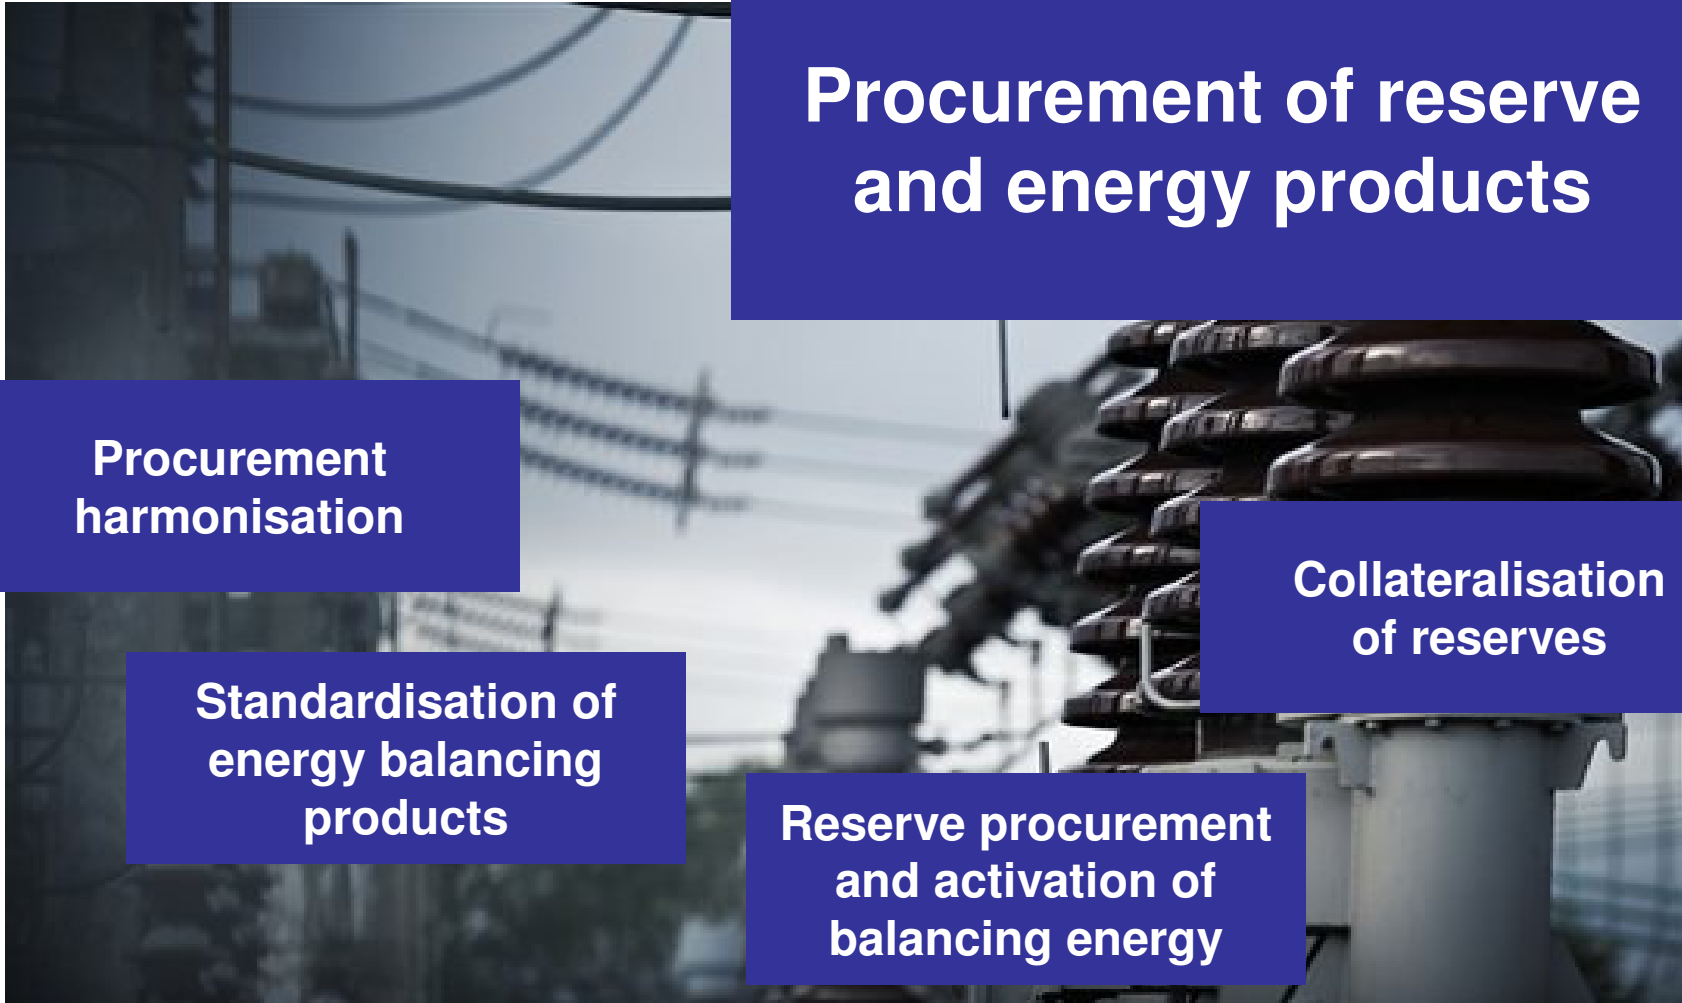 Procurement of reserve
and energy products
Procurement
harmonisation
Collateralisation
of reserves
Standardisation of
energy balancing
products
Reserve procurement
and activation of
balancing energy